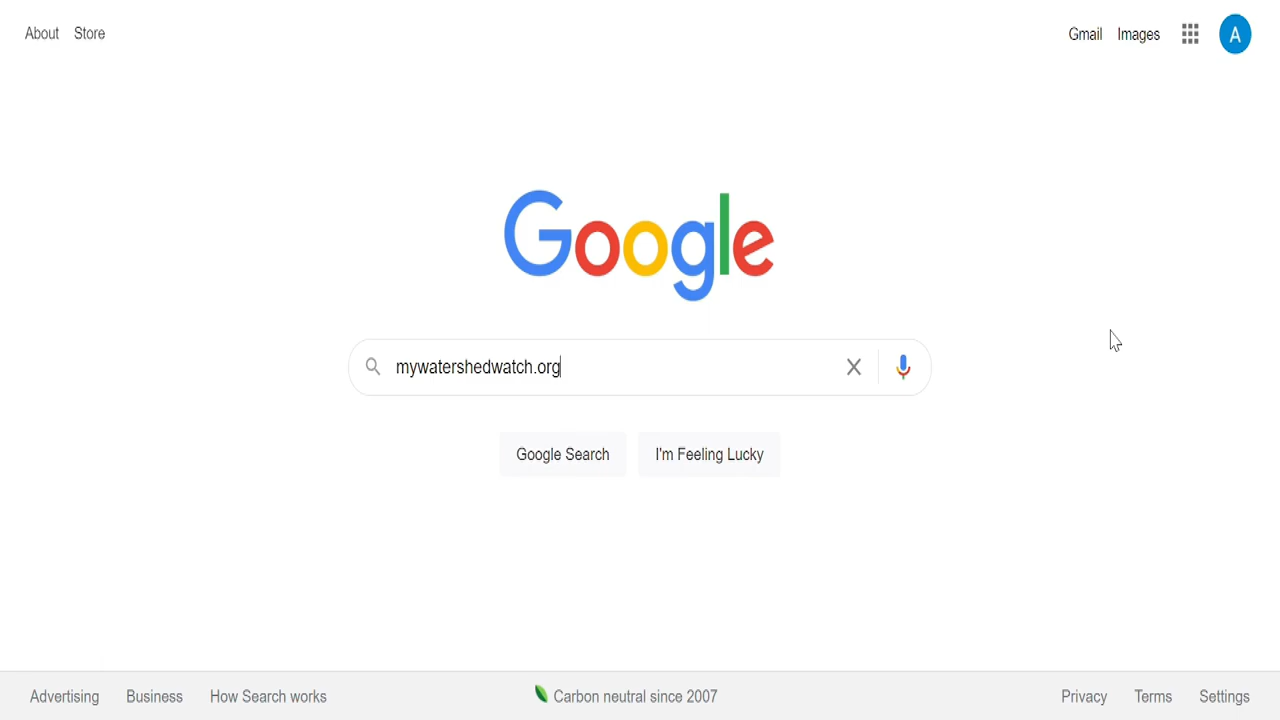 About Store
Gmail Images
A
Google
mywatershedwatch.org
Google Search I'm Feeling Lucky
Advertising Business How Search works
Carbon neutral since 2007
Privacy Terms Settings